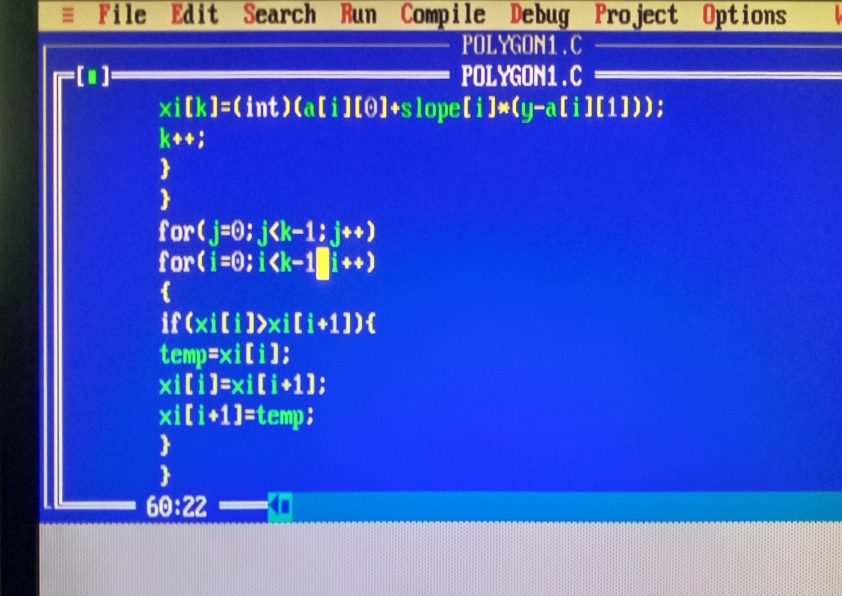 ≡ File Edit Search Run Compile Debug Project Options
POLYGON1.C
[■] POLYGON1.C
xi[k]=(int)(a[i][0]+slope[i]*(y-a[i][1]));
k++;
}
}
for(j=0;j<k-1;j++)
for(i=0;i<k-1 i++)
{
if(xi[i]>xi[i+1]){
temp=xi[i];
xi[i]=xi[i+1];
xi[i+1]=temp;
}
}
60:22